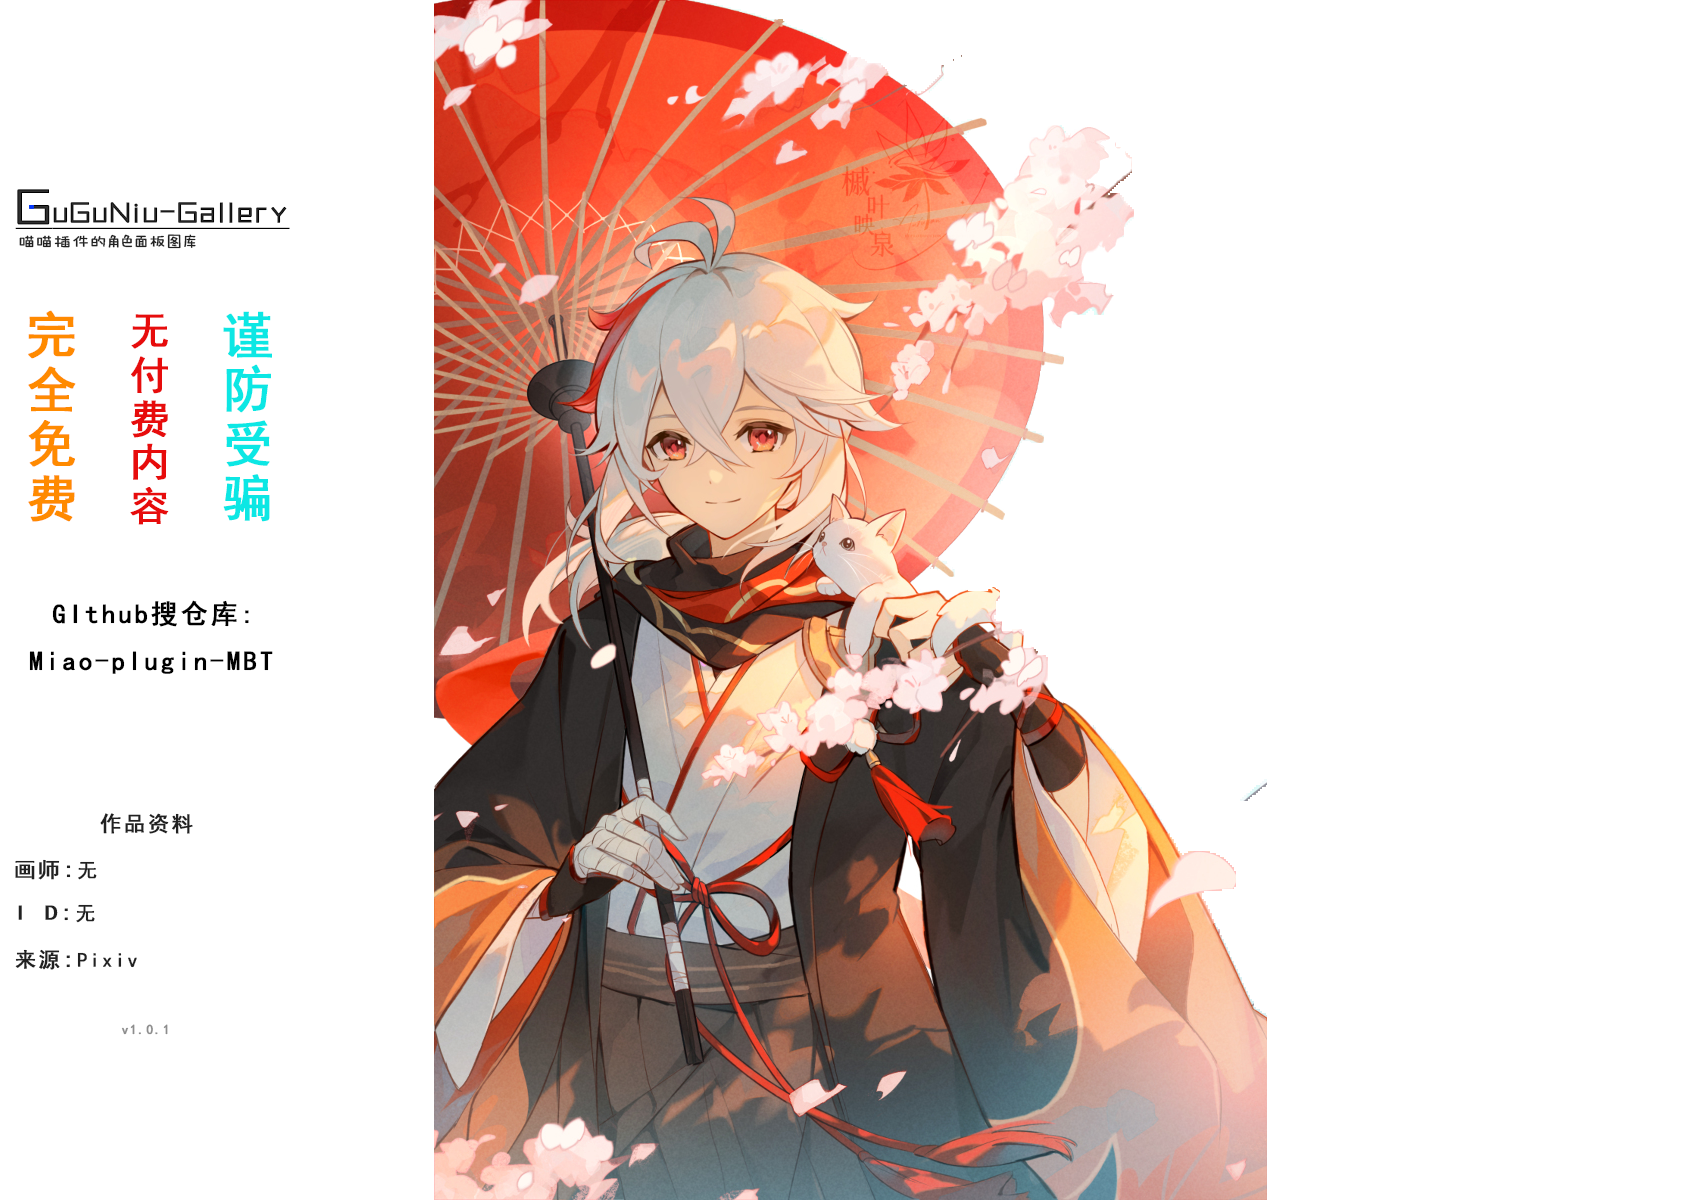 GuGuNiu-Gallery
喵喵插件的角色面板图库
完全免费
无付费内容
谨防受骗
GIthub搜仓库:
Miao-plugin-MBT
作品资料
画师:无
I D:无
来源:Pixiv
v1.0.1
槭叶映泉